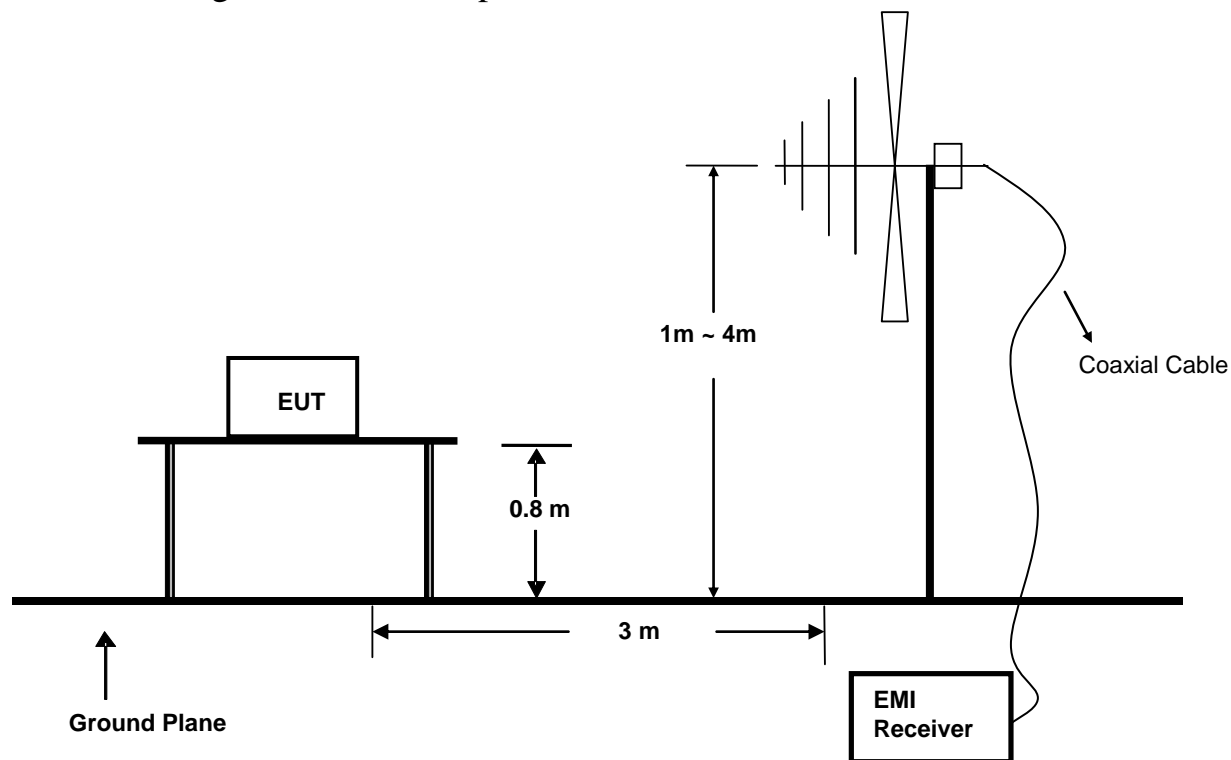 1m ~ 4m
Coaxial Cable
EUT
0.8 m
3 m
Ground Plane
EMI
Receiver